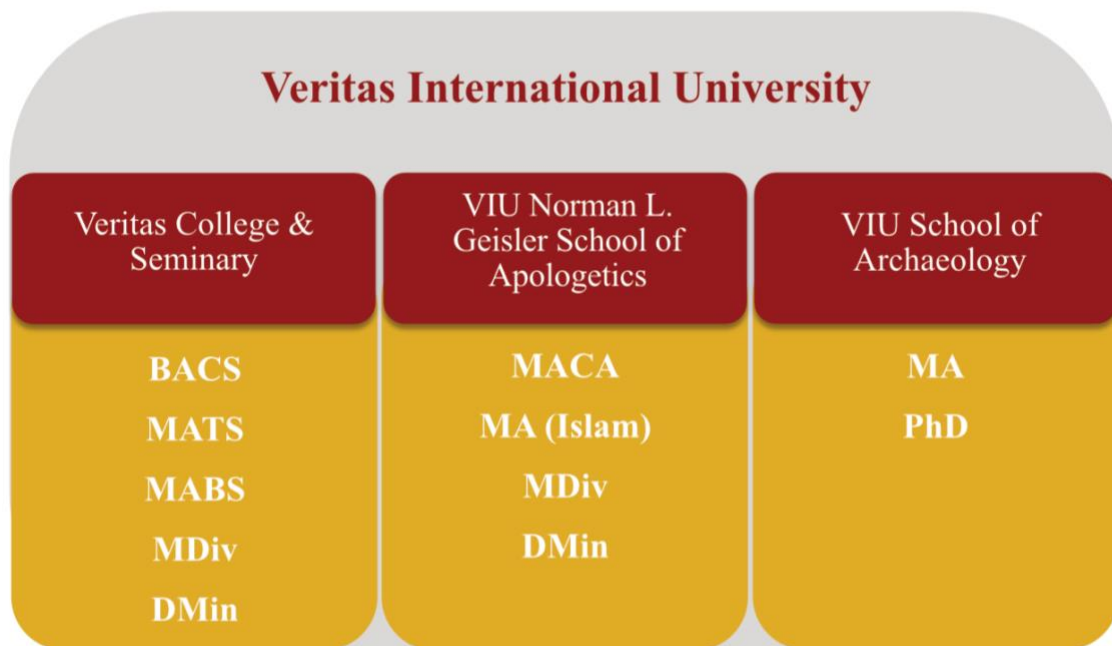 Veritas International University
Veritas College &
Seminary
BACS
MATS
MABS
MDiv
DMin
VIU Norman L.
Geisler School of
Apologetics
MACA
MA (Islam)
MDiv
DMin
VIU School of
Archaeology
MA
PhD